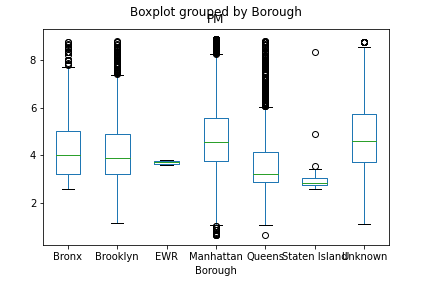 Boxplot grouped by Borough
PM
8
6
4
2
Bronx Brooklyn EWR Manhattan Queens Staten Island Unknown
Borough